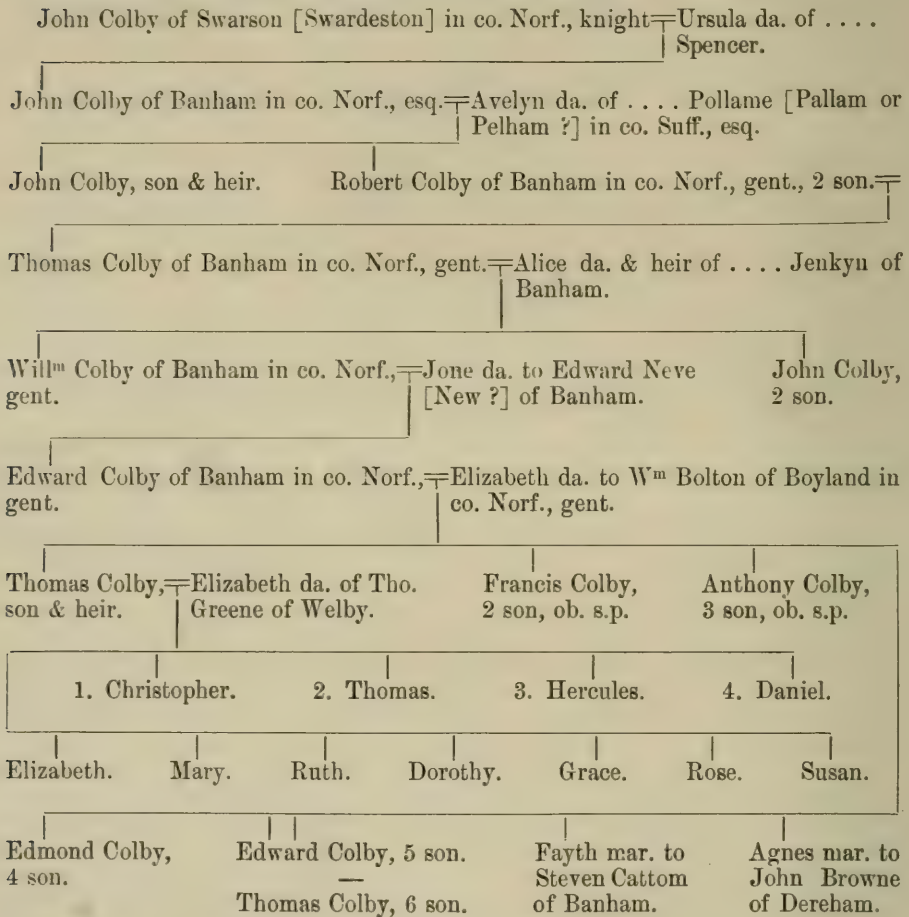 John Colby of Swarson [Swardeston] in co. Norf., knight=Ursula da. of . . . .
Spencer.
John Colby of Banham in co. Norf., esq.=Avelyn da. of . . . . Pollame [Pallam or
Pelham ?] in co. Suff., esq.
John Colby, son & heir. Robert Colby of Banham in co. Norf., gent., 2 son.=
Thomas Colby of Banham in co. Norf., gent.=Alice da. & heir of . . . . Jenkyn of
Banham.
Willᵐ Colby of Banham in co. Norf.,=Jone da. to Edward Neve John Colby,
gent. [New ?] of Banham. 2 son.
Edward Colby of Banham in co. Norf.,=Elizabeth da. to Wᵐ Bolton of Boyland in
gent. co. Norf., gent.
Thomas Colby,=Elizabeth da. of Tho. Francis Colby, Anthony Colby,
son & heir. Greene of Welby. 2 son, ob. s.p. 3 son, ob. s.p.
1. Christopher. 2. Thomas. 3. Hercules. 4. Daniel.
Elizabeth. Mary. Ruth. Dorothy. Grace. Rose. Susan.
Edmond Colby, Edward Colby, 5 son. Fayth mar. to Agnes mar. to
4 son. — Steven Cattom John Browne
Thomas Colby, 6 son. of Banham. of Dereham.